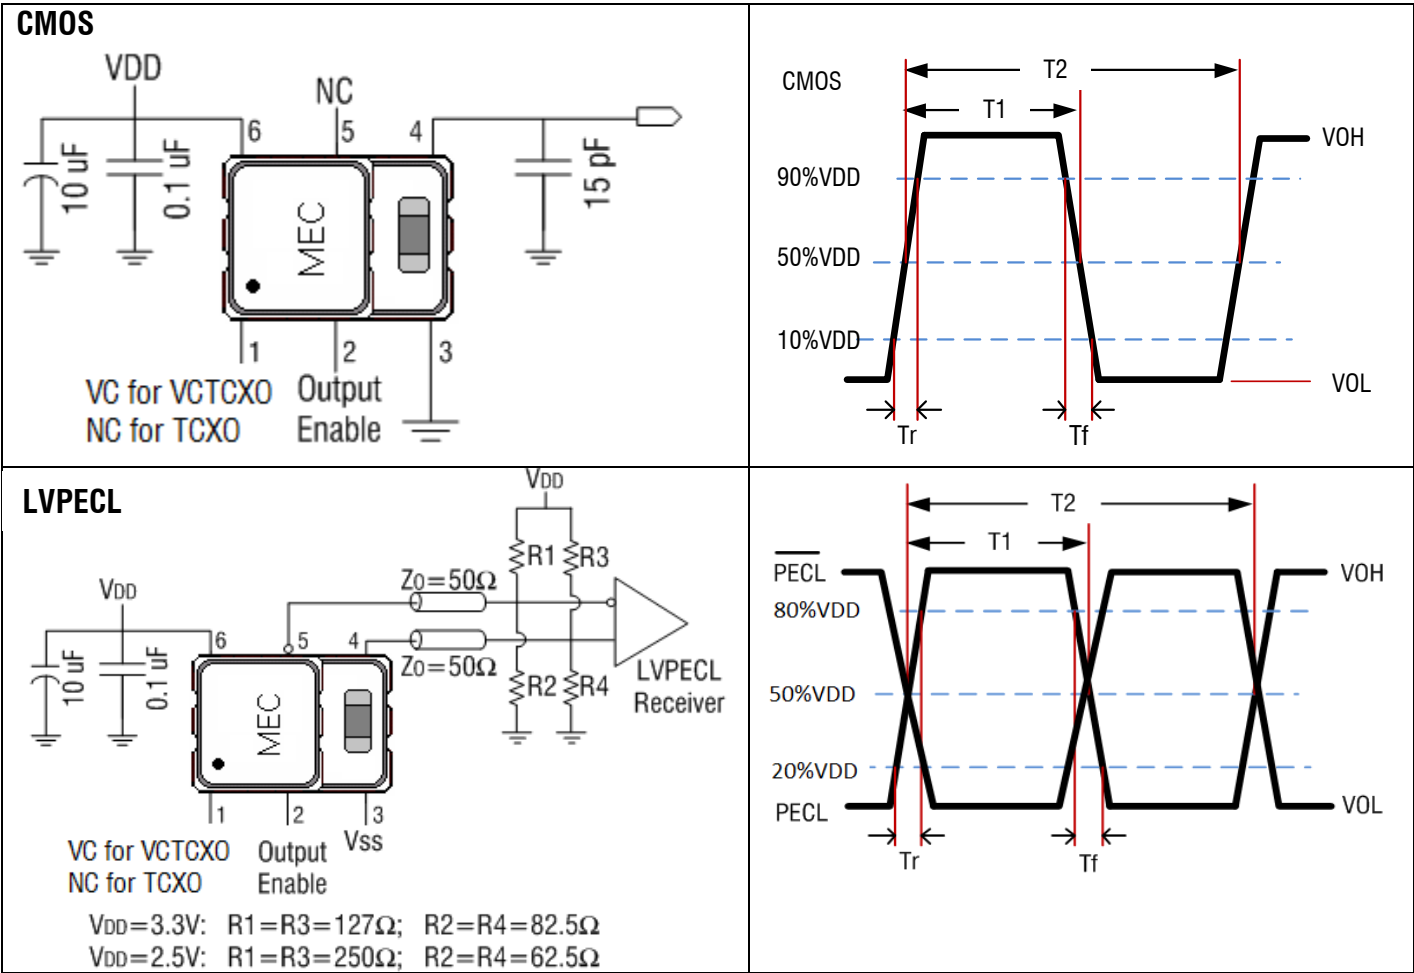 CMOS
VDD
NC
6
5
4
10 uF
0.1 uF
15 pF
MEC
1
2
3
VC for VCTCXO
NC for TCXO
Output
Enable
CMOS
T2
T1
VOH
90%VDD
50%VDD
10%VDD
VOL
Tr
Tf
LVPECL
VDD
R1
R3
Zo=50Ω
VDD
6
5
4
10 uF
0.1 uF
Zo=50Ω
R2
R4
LVPECL
Receiver
MEC
1
2
3
Vss
VC for VCTCXO
NC for TCXO
Output
Enable
VDD=3.3V: R1=R3=127Ω; R2=R4=82.5Ω
VDD=2.5V: R1=R3=250Ω; R2=R4=62.5Ω
T2
T1
PECL
VOH
80%VDD
50%VDD
20%VDD
PECL
VOL
Tr
Tf